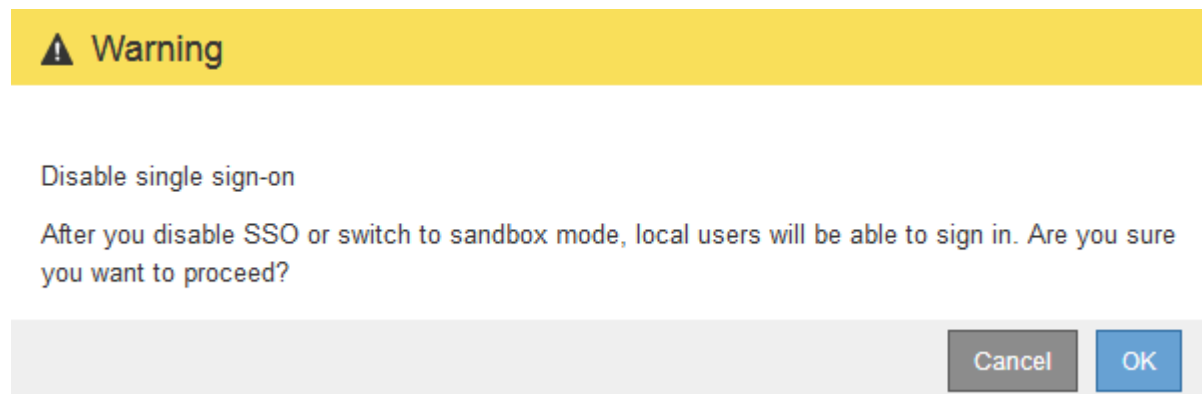 Warning
Disable single sign-on
After you disable SSO or switch to sandbox mode, local users will be able to sign in. Are you sure
you want to proceed?
Cancel OK